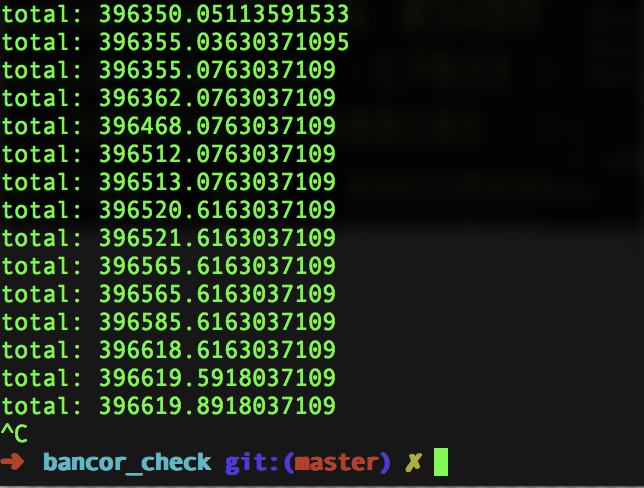 total: 396350.05113591533
total: 396355.03630371095
total: 396355.0763037109
total: 396362.0763037109
total: 396468.0763037109
total: 396512.0763037109
total: 396513.0763037109
total: 396520.6163037109
total: 396521.6163037109
total: 396565.6163037109
total: 396565.6163037109
total: 396585.6163037109
total: 396618.6163037109
total: 396619.5918037109
total: 396619.8918037109
^C
➜ bancor_check git:(master) ✗